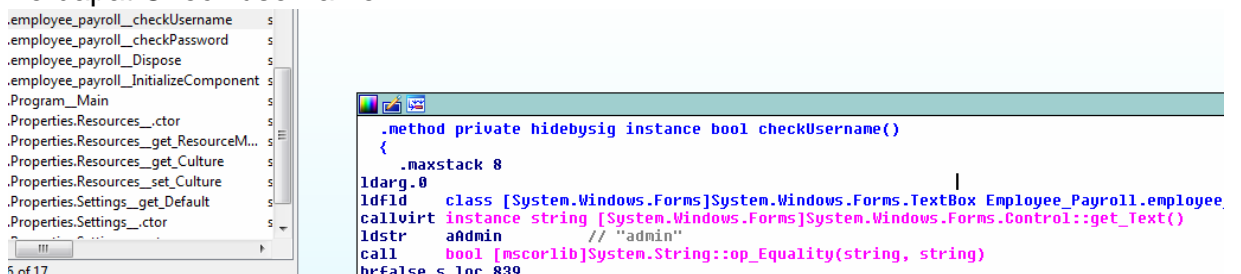 .employee_payroll__checkUsername s
.employee_payroll__checkPassword s
.employee_payroll__Dispose s
.employee_payroll__InitializeComponent s
.Program__Main s
.Properties.Resources__.ctor s
.Properties.Resources__get_ResourceM... s
.Properties.Resources__get_Culture s
.Properties.Resources__set_Culture s
.Properties.Settings__get_Default s
.Properties.Settings__.ctor s
of 17
.method private hidebysig instance bool checkUsername()
{
.maxstack 8
ldarg.0
ldfld class [System.Windows.Forms]System.Windows.Forms.TextBox Employee_Payroll.employee_
callvirt instance string [System.Windows.Forms]System.Windows.Forms.Control::get_Text()
ldstr aAdmin // "admin"
call bool [mscorlib]System.String::op_Equality(string, string)
brfalse.s loc_839